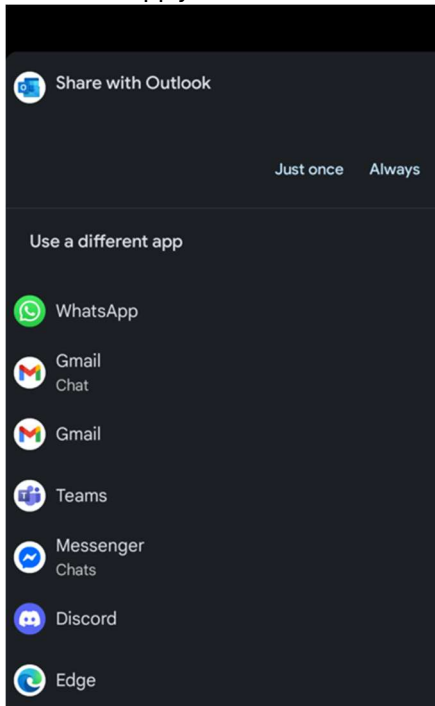 Share with Outlook
Just once Always
Use a different app
WhatsApp
Gmail
Chat
Gmail
Teams
Messenger
Chats
Discord
Edge